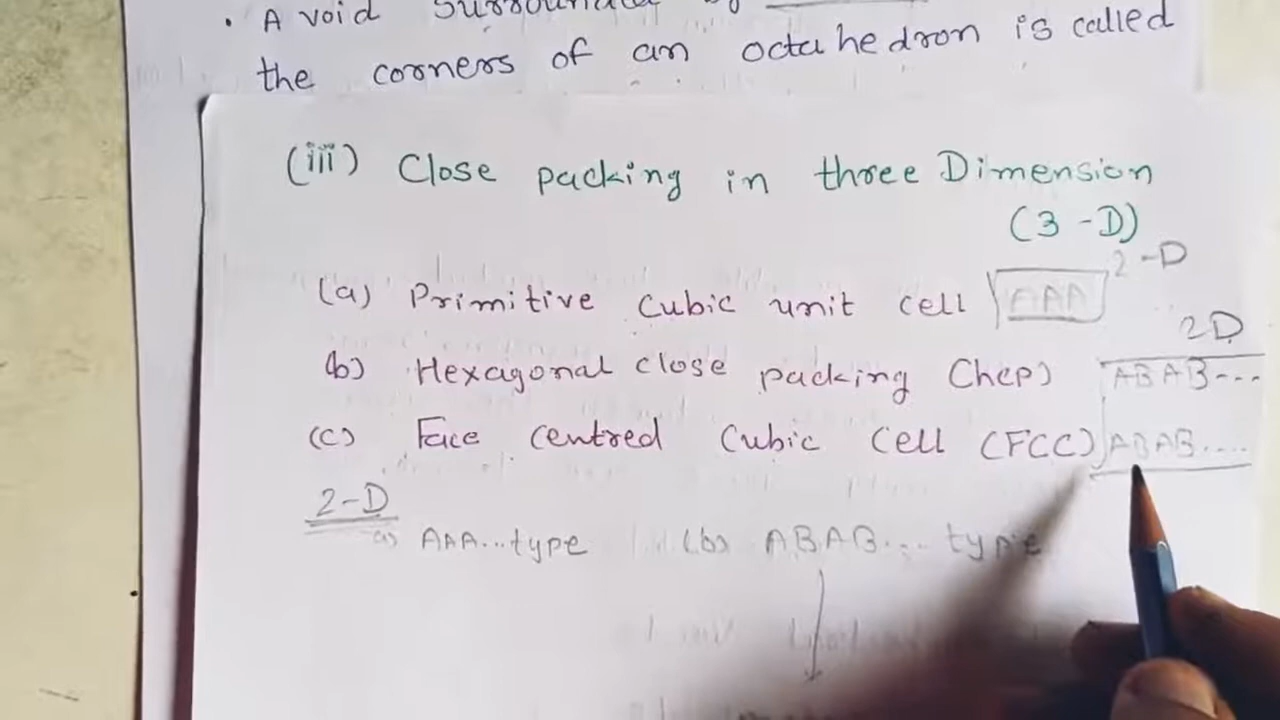 . A void surrounded by
the corners of an octahedron is called
(iii) Close packing in three Dimension
(3-D)
(a) Primitive Cubic unit cell AAA 2-D
2D
(b) Hexagonal close packing (hcp) ABAB---
(c) Face centred Cubic Cell (FCC) ABAB....
2-D
(a) AAA...type (b) ABAB... type